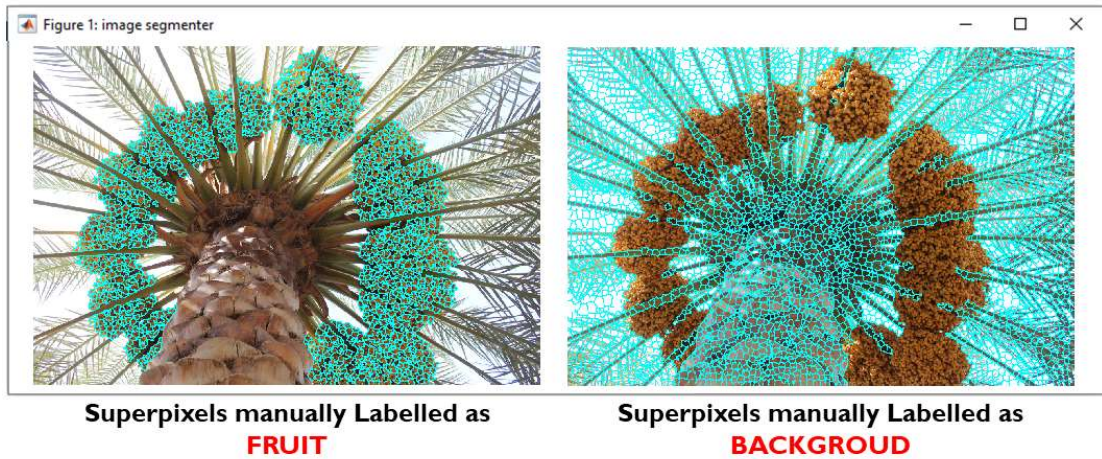 Figure 1: image segmenter
Superpixels manually Labelled as
FRUIT
Superpixels manually Labelled as
BACKGROUD